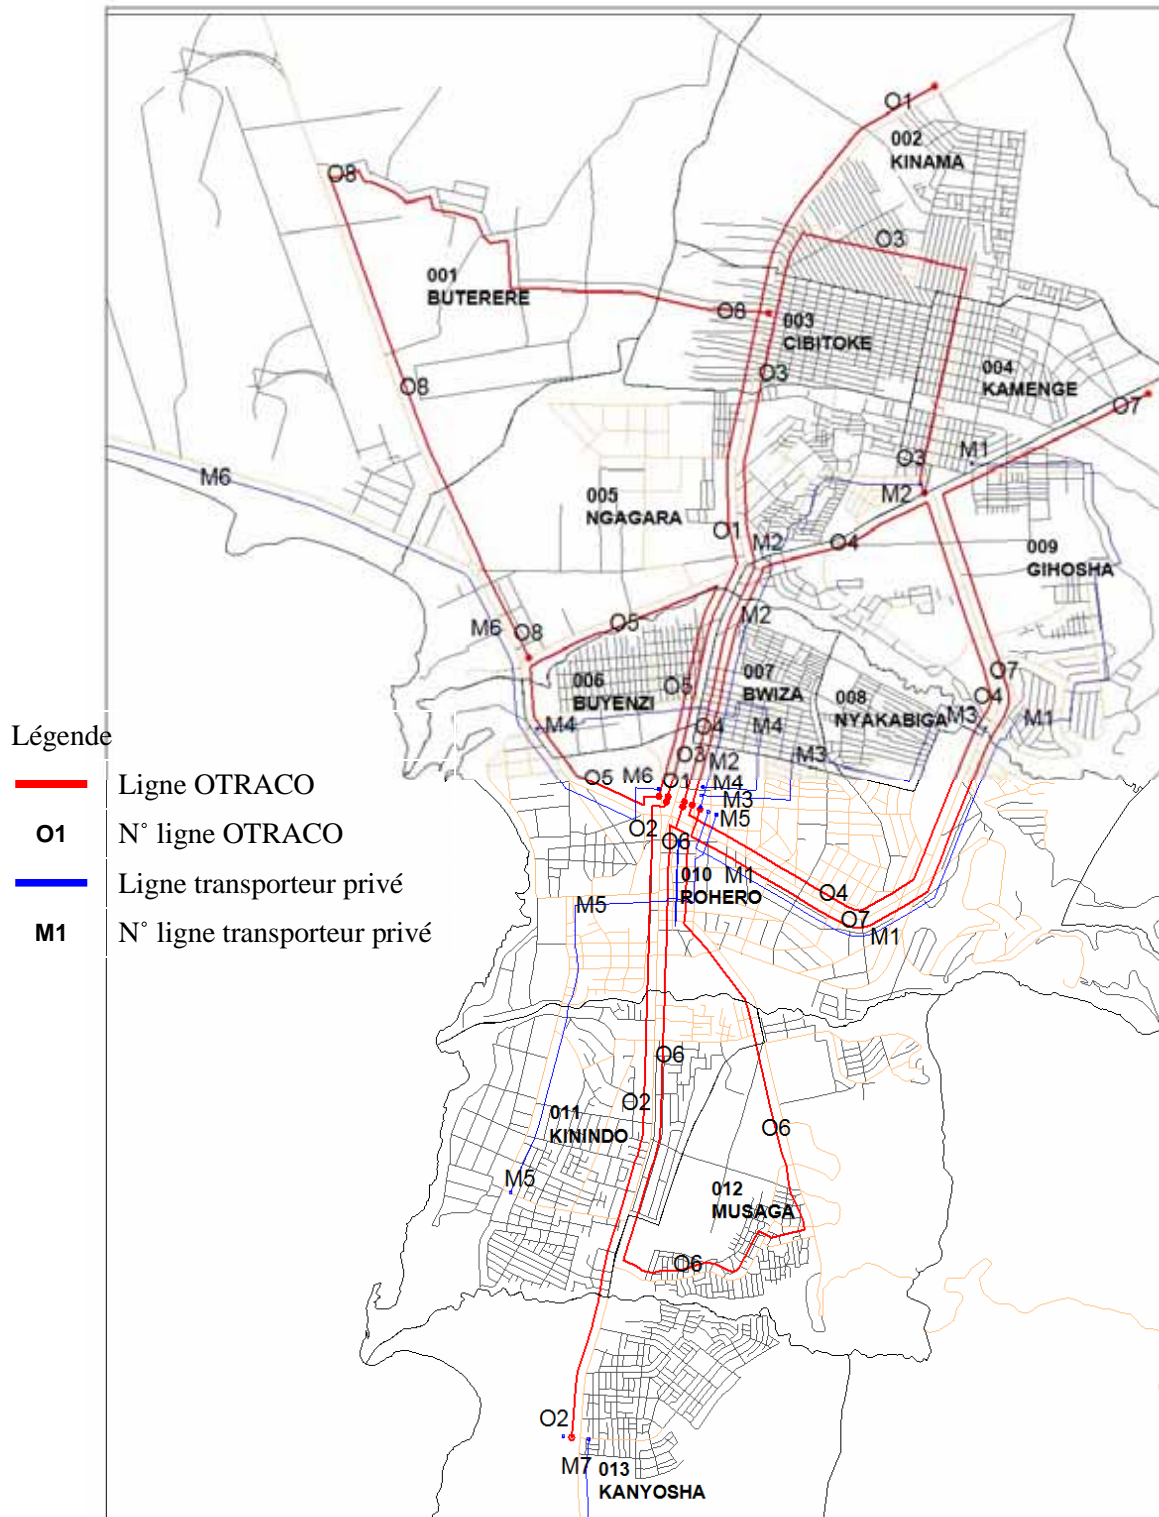 O1
002
KINAMA
O8
O3
001
BUTERERE
O8
003
CIBITOKE
O3
O8
004
KAMENGE
O7
M6
O3
M1
M2
005
NGAGARA
O1
M2
O4
009
GIHOSHA
M6
O8
O5
M2
006
BUYENZI
O5
007
BWIZA
008
NYAKABIGA
O7
O4
M3
M1
M4
O4
M4
Légende
O3
M2
M3
Ligne OTRACO
O5
M6
O1
M4
M3
M5
O1
N° ligne OTRACO
O2
O6
Ligne transporteur privé
010
ROHERO
M1
O4
M1
N° ligne transporteur privé
M5
O7
M1
O6
O2
011
KININDO
O6
M5
012
MUSAGA
O6
O2
M7
013
KANYOSHA